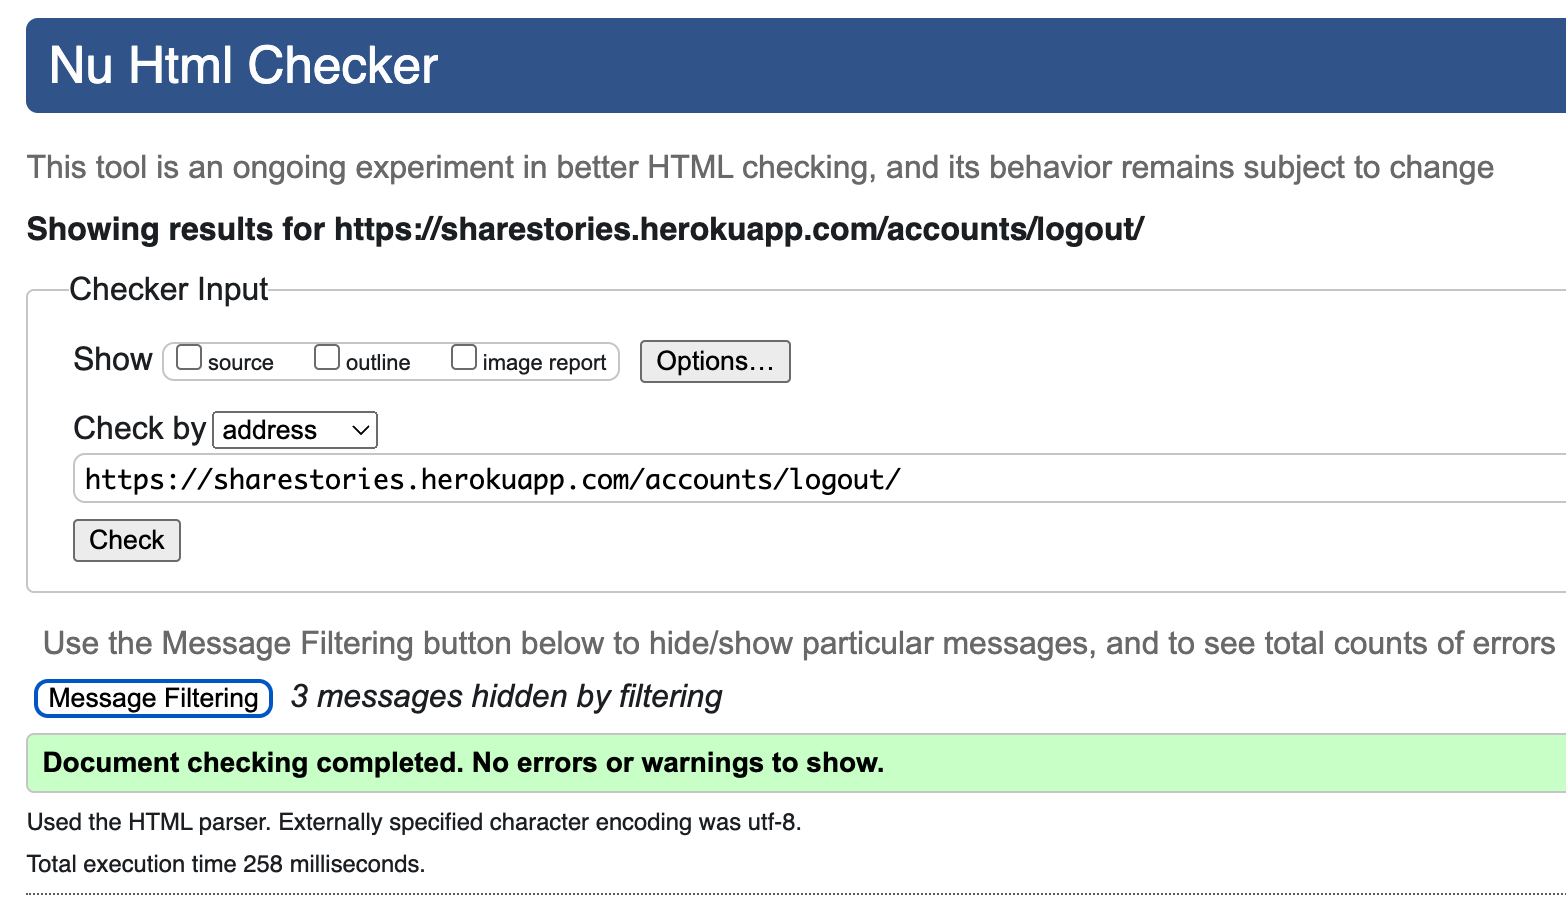 Nu Html Checker
This tool is an ongoing experiment in better HTML checking, and its behavior remains subject to change
Showing results for https://sharestories.herokuapp.com/accounts/logout/
Checker Input
Show source outline image report Options...
Check by address
https://sharestories.herokuapp.com/accounts/logout/
Check
Use the Message Filtering button below to hide/show particular messages, and to see total counts of errors
Message Filtering 3 messages hidden by filtering
Document checking completed. No errors or warnings to show.
Used the HTML parser. Externally specified character encoding was utf-8.
Total execution time 258 milliseconds.